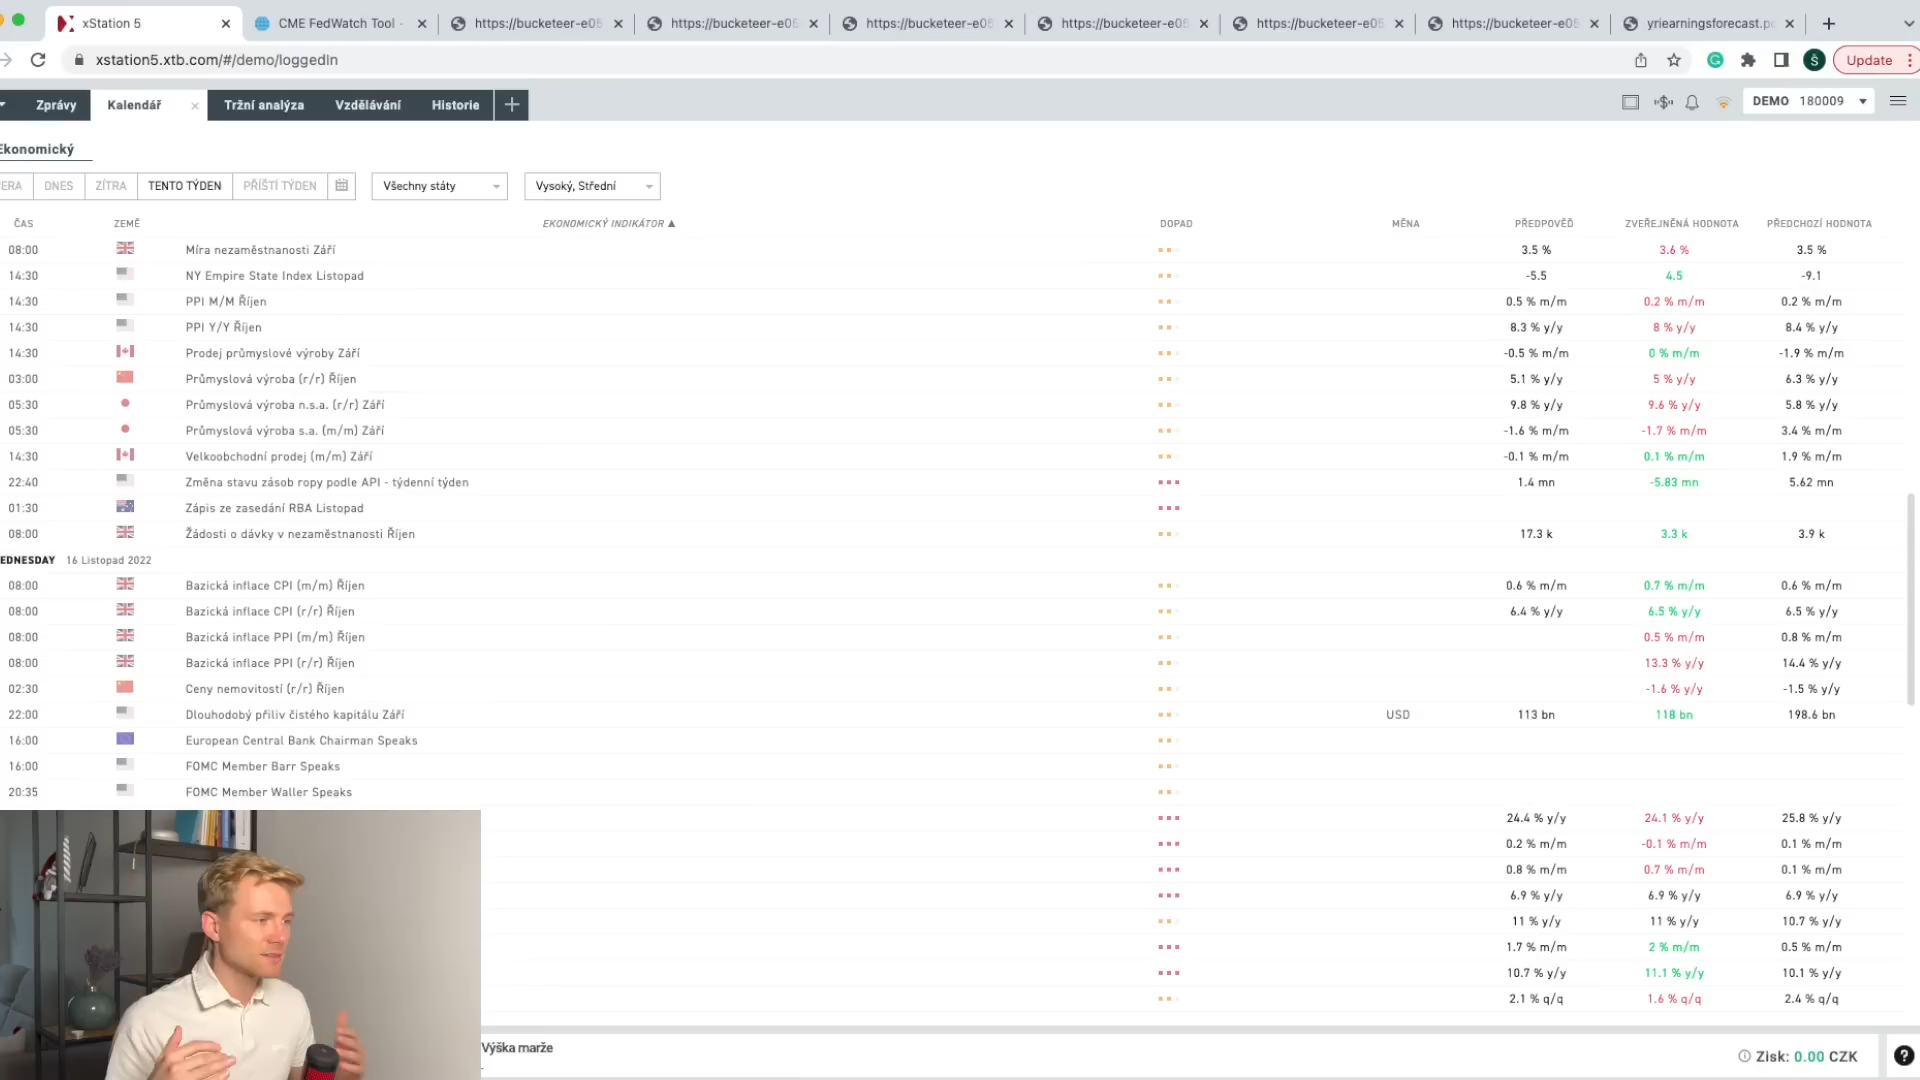 xStation 5
CME FedWatch Tool -
https://bucketeer-e05
https://bucketeer-e05
https://bucketeer-e05
https://bucketeer-e05
https://bucketeer-e05
https://bucketeer-e05
yriearningsforecast.pd
xstation5.xtb.com/#/demo/loggedIn
Š
Update
Zprávy
Kalendář
Tržní analýza
Vzdělávání
Historie
DEMO 180009
Ekonomický
ERA
DNES
ZÍTRA
TENTO TÝDEN
PŘÍŠTÍ TÝDEN
Všechny státy
Vysoký, Střední
ČAS ZEMĚ EKONOMICKÝ INDIKÁTOR ▲ DOPAD MĚNA PŘEDPOVĚĎ ZVEŘEJNĚNÁ HODNOTA PŘEDCHOZÍ HODNOTA
08:00 Míra nezaměstnanosti Září 3.5 % 3.6 % 3.5 %
14:30 NY Empire State Index Listopad -5.5 4.5 -9.1
14:30 PPI M/M Říjen 0.5 % m/m 0.2 % m/m 0.2 % m/m
14:30 PPI Y/Y Říjen 8.3 % y/y 8 % y/y 8.4 % y/y
14:30 Prodej průmyslové výroby Září -0.5 % m/m 0 % m/m -1.9 % m/m
03:00 Průmyslová výroba (r/r) Říjen 5.1 % y/y 5 % y/y 6.3 % y/y
05:30 Průmyslová výroba n.s.a. (r/r) Září 9.8 % y/y 9.6 % y/y 5.8 % y/y
05:30 Průmyslová výroba s.a. (m/m) Září -1.6 % m/m -1.7 % m/m 3.4 % m/m
14:30 Velkoobchodní prodej (m/m) Září -0.1 % m/m 0.1 % m/m 1.9 % m/m
22:40 Změna stavu zásob ropy podle API - týdenní týden 1.4 mn -5.83 mn 5.62 mn
01:30 Zápis ze zasedání RBA Listopad
08:00 Žádosti o dávky v nezaměstnanosti Říjen 17.3 k 3.3 k 3.9 k
EDNESDAY 16 Listopad 2022
08:00 Bazická inflace CPI (m/m) Říjen 0.6 % m/m 0.7 % m/m 0.6 % m/m
08:00 Bazická inflace CPI (r/r) Říjen 6.4 % y/y 6.5 % y/y 6.5 % y/y
08:00 Bazická inflace PPI (m/m) Říjen 0.5 % m/m 0.8 % m/m
08:00 Bazická inflace PPI (r/r) Říjen 13.3 % y/y 14.4 % y/y
02:30 Ceny nemovitostí (r/r) Říjen -1.6 % y/y -1.5 % y/y
22:00 Dlouhodobý příliv čistého kapitálu Září USD 113 bn 118 bn 198.6 bn
16:00 European Central Bank Chairman Speaks
16:00 FOMC Member Barr Speaks
20:35 FOMC Member Waller Speaks
24.4 % y/y 24.1 % y/y 25.8 % y/y
0.2 % m/m -0.1 % m/m 0.1 % m/m
0.8 % m/m 0.7 % m/m 0.1 % m/m
6.9 % y/y 6.9 % y/y 6.9 % y/y
11 % y/y 11 % y/y 10.7 % y/y
1.7 % m/m 2 % m/m 0.5 % m/m
10.7 % y/y 11.1 % y/y 10.1 % y/y
2.1 % q/q 1.6 % q/q 2.4 % q/q
Výška marže
-
Zisk: 0.00 CZK
?